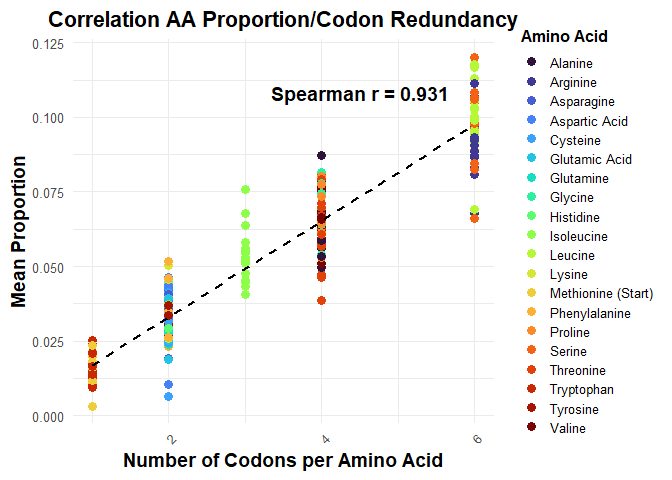 Correlation AA Proportion/Codon Redundancy
Amino Acid
Alanine
Arginine
Asparagine
Aspartic Acid
Cysteine
Glutamic Acid
Glutamine
Glycine
Histidine
Isoleucine
Leucine
Lysine
Methionine (Start)
Phenylalanine
Proline
Serine
Threonine
Tryptophan
Tyrosine
Valine
Spearman r = 0.931
Mean Proportion
0.125
0.100
0.075
0.050
0.025
0.000
2
4
6
Number of Codons per Amino Acid